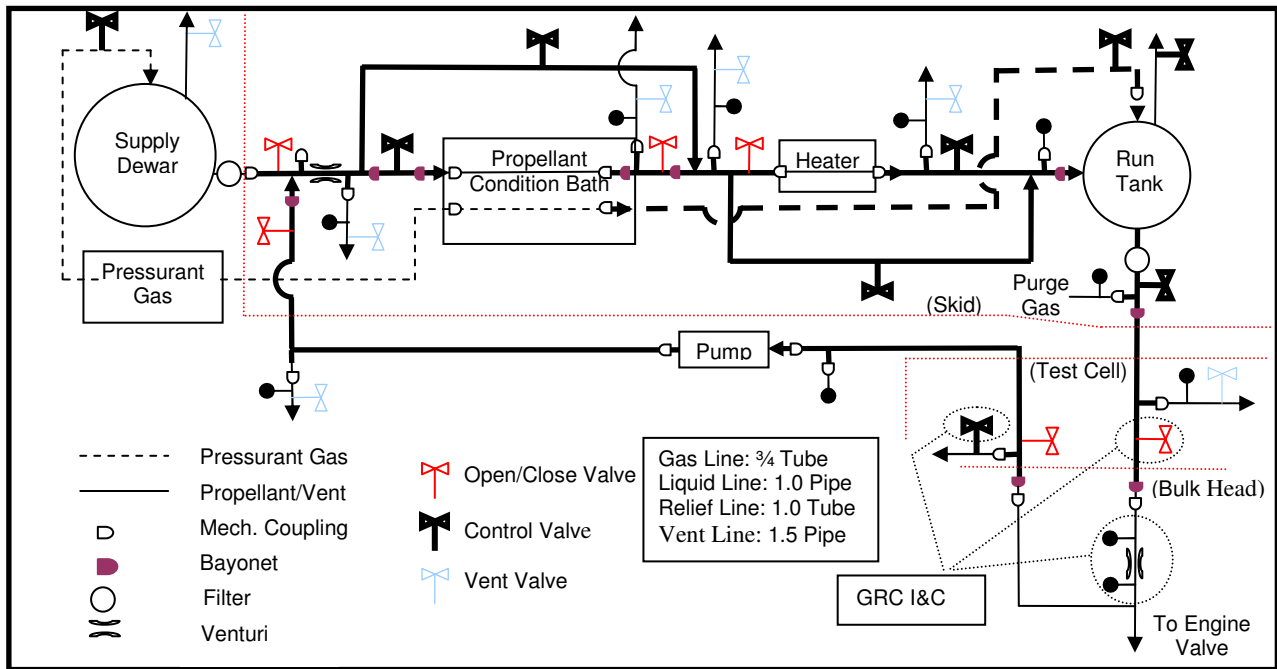 Supply
Dewar
Propellant
Condition Bath
Heater
Run
Tank
Pressurant
Gas
Purge
Gas
(Skid)
Pump
(Test Cell)
Pressurant Gas
Propellant/Vent
Mech. Coupling
Bayonet
Filter
Venturi
Open/Close Valve
Control Valve
Vent Valve
Gas Line: ¾ Tube
Liquid Line: 1.0 Pipe
Relief Line: 1.0 Tube
Vent Line: 1.5 Pipe
(Bulk Head)
GRC I&C
To Engine
Valve